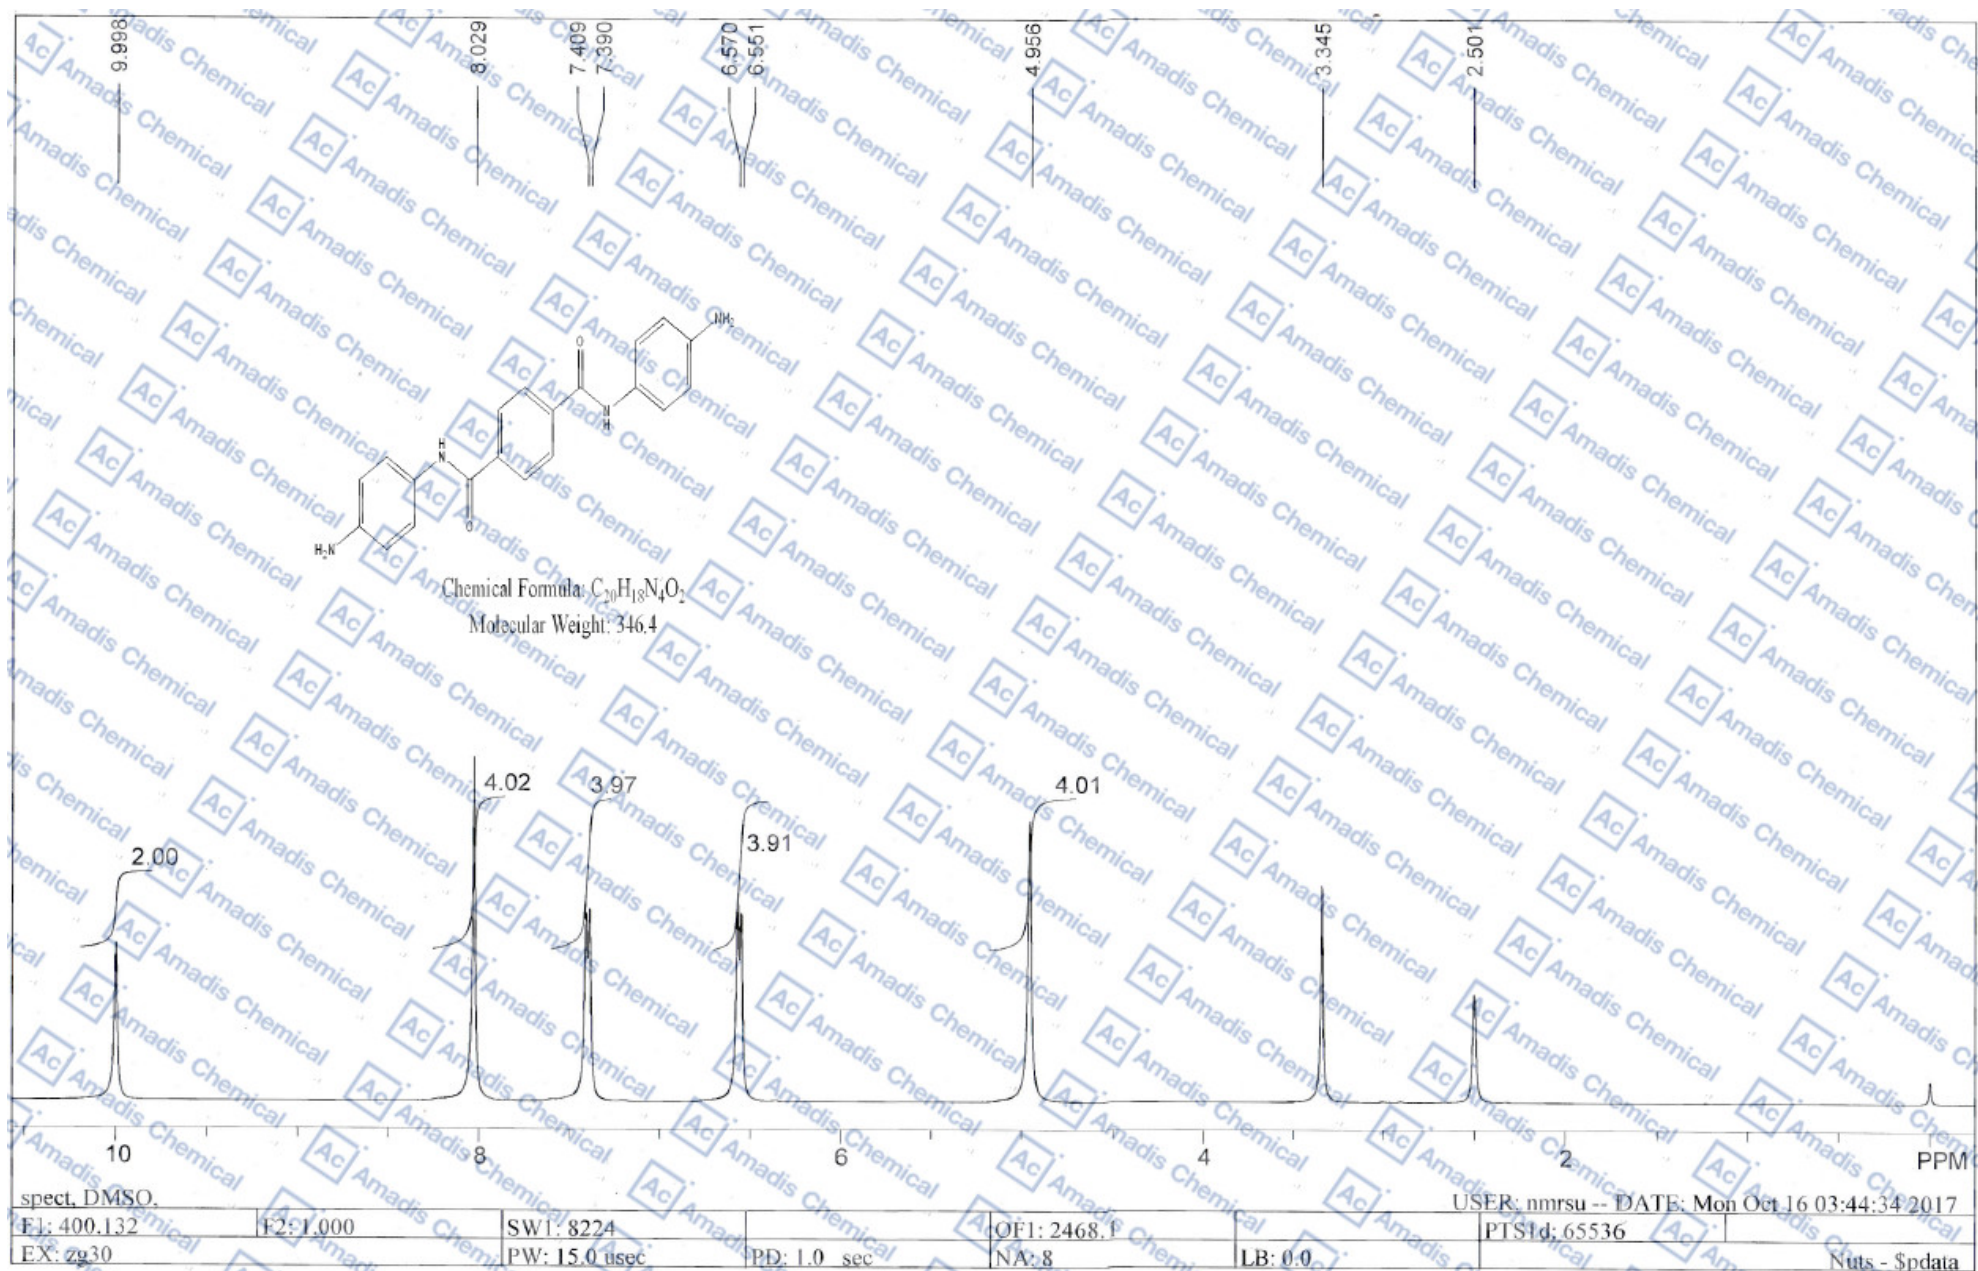 9.998
8.029
7.409
7.390
6.570
6.551
4.956
3.345
2.501
NH2
O
N
H
H
N
O
H2N
Chemical Formula: C20H18N4O2
Molecular Weight: 346.4
4.02
3.97
4.01
3.91
2.00
10 8 6 4 2 PPM
spect, DMSO,
USER: nmrsu -- DATE: Mon Oct 16 03:44:34 2017
F1: 400.132 F2: 1.000 SW1: 8224 OF1: 2468.1 PTS1d: 65536
EX: zg30 PW: 15.0 usec PD: 1.0 sec NA: 8 LB: 0.0 Nuts - $pdata
Ac Amadis Chemical